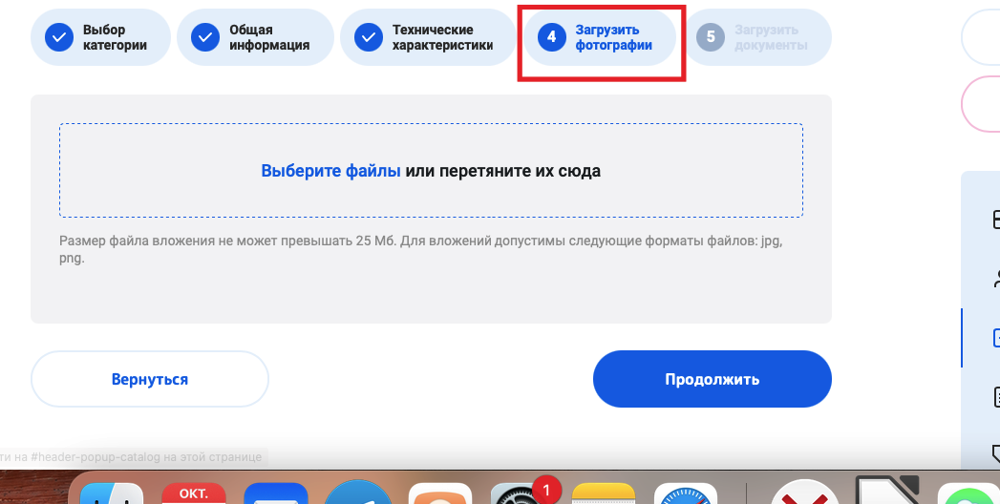 Выбор
категории
Общая
информация
Технические
характеристики
4
Загрузить
фотографии
5
Загрузить
документы
Выберите файлы или перетяните их сюда
Размер файла вложения не может превышать 25 Мб. Для вложений допустимы следующие форматы файлов: jpg,
png.
Вернуться
Продолжить
ти на #header-popup-catalog на этой странице
ОКТ.
1